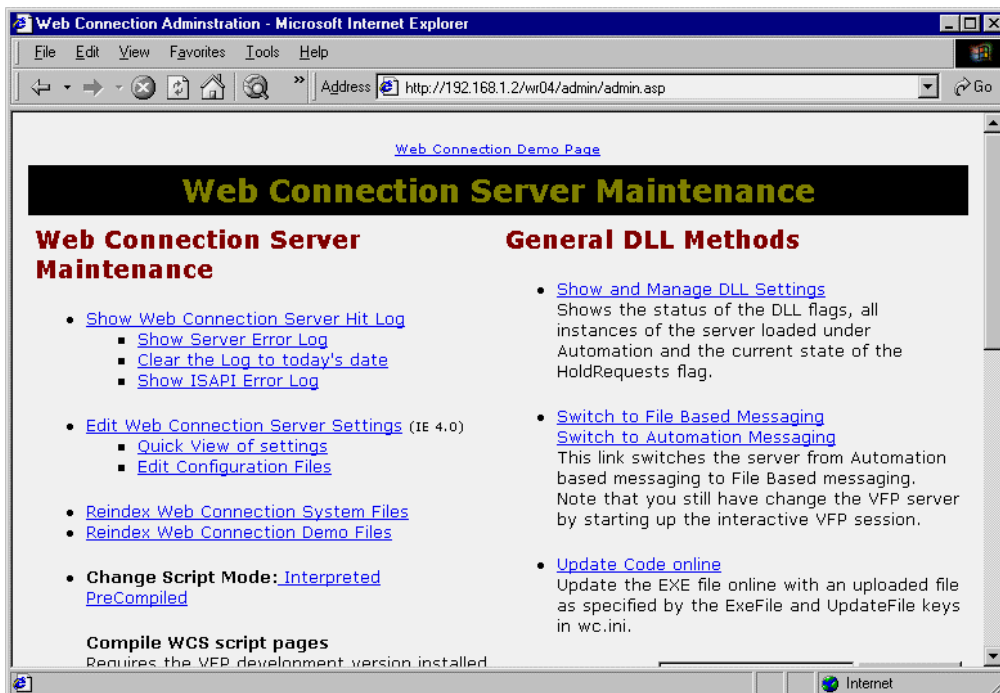 Web Connection Adminstration - Microsoft Internet Explorer
File Edit View Favorites Tools Help
» Address http://192.168.1.2/wr04/admin/admin.asp Go
Web Connection Demo Page
Web Connection Server Maintenance
Web Connection Server
Maintenance
Show Web Connection Server Hit Log
Show Server Error Log
Clear the Log to today's date
Show ISAPI Error Log
Edit Web Connection Server Settings (IE 4.0)
Quick View of settings
Edit Configuration Files
Reindex Web Connection System Files
Reindex Web Connection Demo Files
Change Script Mode: Interpreted
PreCompiled
Compile WCS script pages
Requires the VFP development version installed
General DLL Methods
Show and Manage DLL Settings
Shows the status of the DLL flags, all
instances of the server loaded under
Automation and the current state of the
HoldRequests flag.
Switch to File Based Messaging
Switch to Automation Messaging
This link switches the server from Automation
based messaging to File Based messaging.
Note that you still have change the VFP server
by starting up the interactive VFP session.
Update Code online
Update the EXE file online with an uploaded file
as specified by the ExeFile and UpdateFile keys
in wc.ini.
Internet